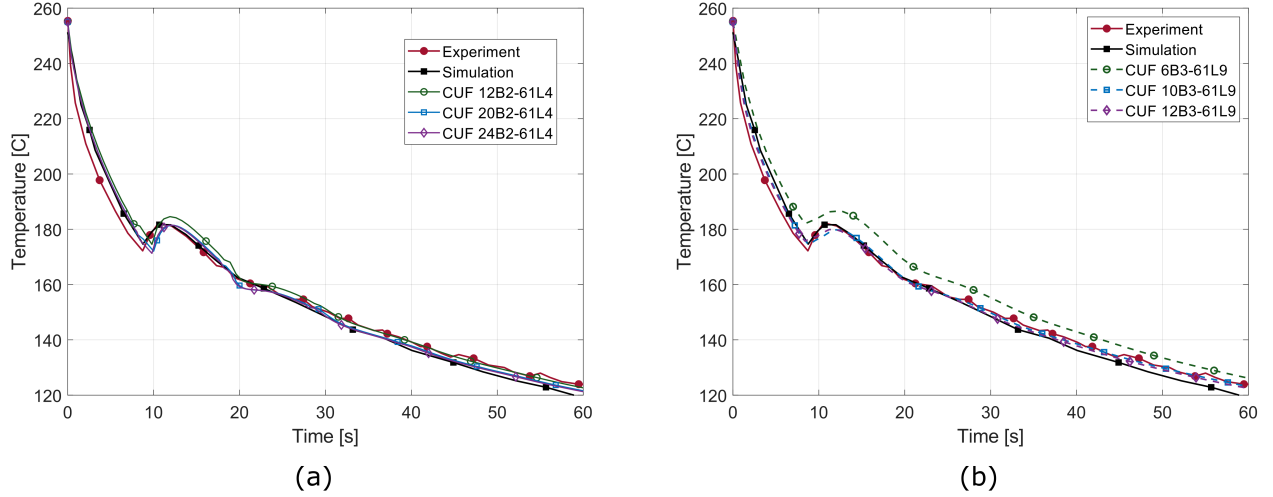 260
240
220
200
180
160
140
120
0
10
20
30
40
50
60
Temperature [C]
Time [s]
Experiment
Simulation
CUF 12B2-61L4
CUF 20B2-61L4
CUF 24B2-61L4
(a)
260
240
220
200
180
160
140
120
0
10
20
30
40
50
60
Temperature [C]
Time [s]
Experiment
Simulation
CUF 6B3-61L9
CUF 10B3-61L9
CUF 12B3-61L9
(b)